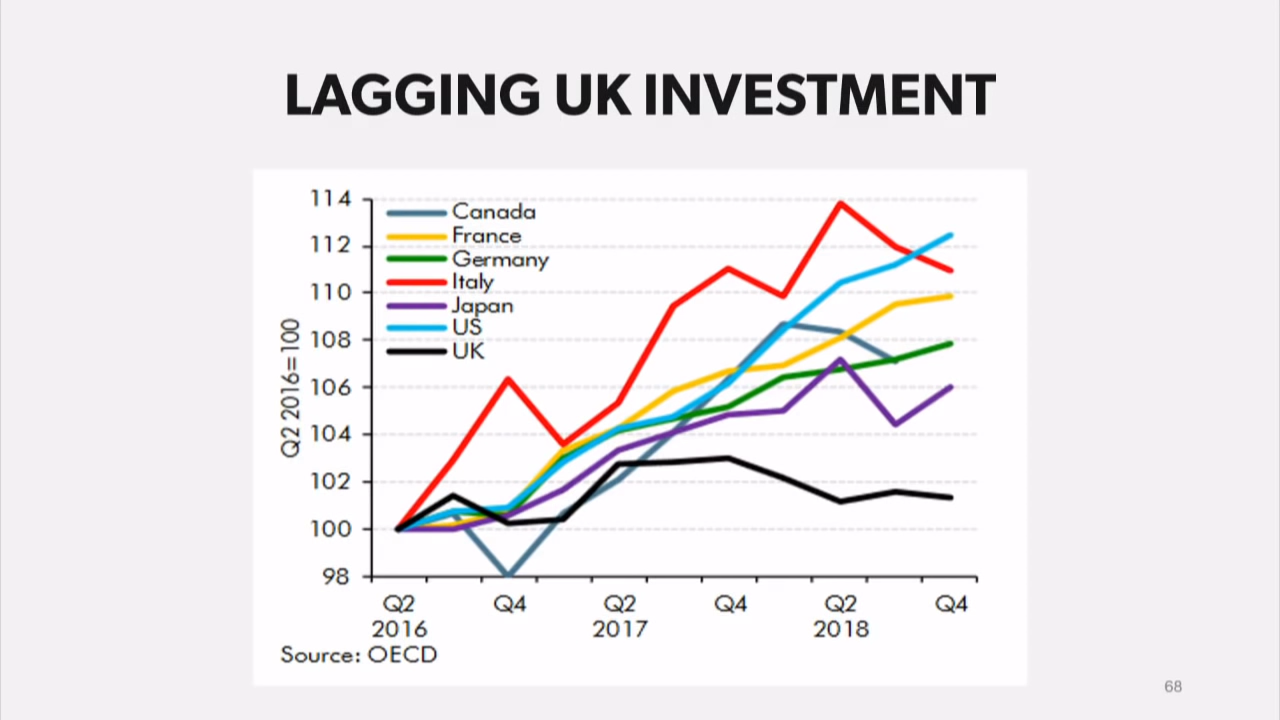 LAGGING UK INVESTMENT
114
112
110
108
106
104
102
100
98
Q2 2016=100
Canada
France
Germany
Italy
Japan
US
UK
Q2 Q4 Q2 Q4 Q2 Q4
2016 2017 2018
Source: OECD
68